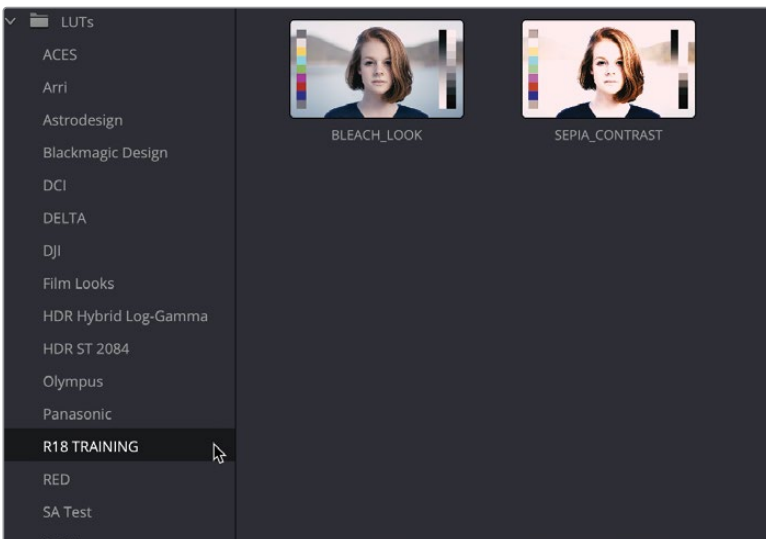 LUTs
ACES
Arri
Astrodesign
Blackmagic Design
DCI
DELTA
DJI
Film Looks
HDR Hybrid Log-Gamma
HDR ST 2084
Olympus
Panasonic
R18 TRAINING
RED
SA Test
BLEACH_LOOK
SEPIA_CONTRAST